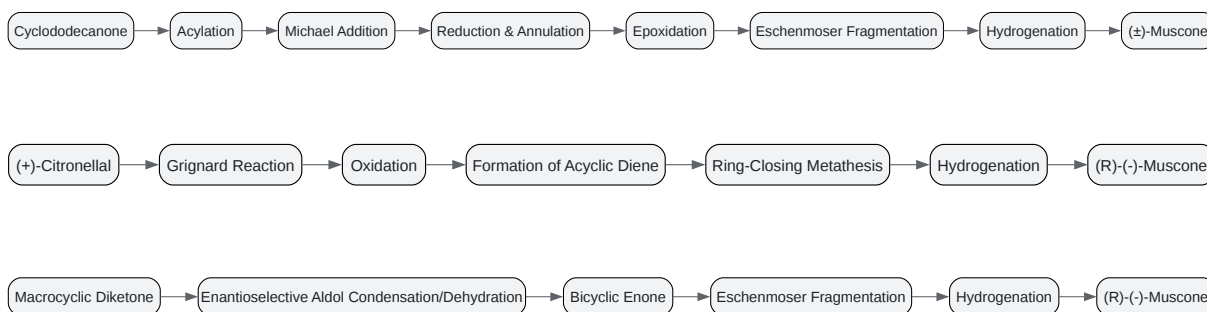 Cyclododecanone Acylation Michael Addition Reduction & Annulation Epoxidation Eschenmoser Fragmentation Hydrogenation (±)-Muscone
(+)-Citronellal Grignard Reaction Oxidation Formation of Acyclic Diene Ring-Closing Metathesis Hydrogenation (R)-(-)-Muscone
Macrocyclic Diketone Enantioselective Aldol Condensation/Dehydration Bicyclic Enone Eschenmoser Fragmentation Hydrogenation (R)-(-)-Muscone